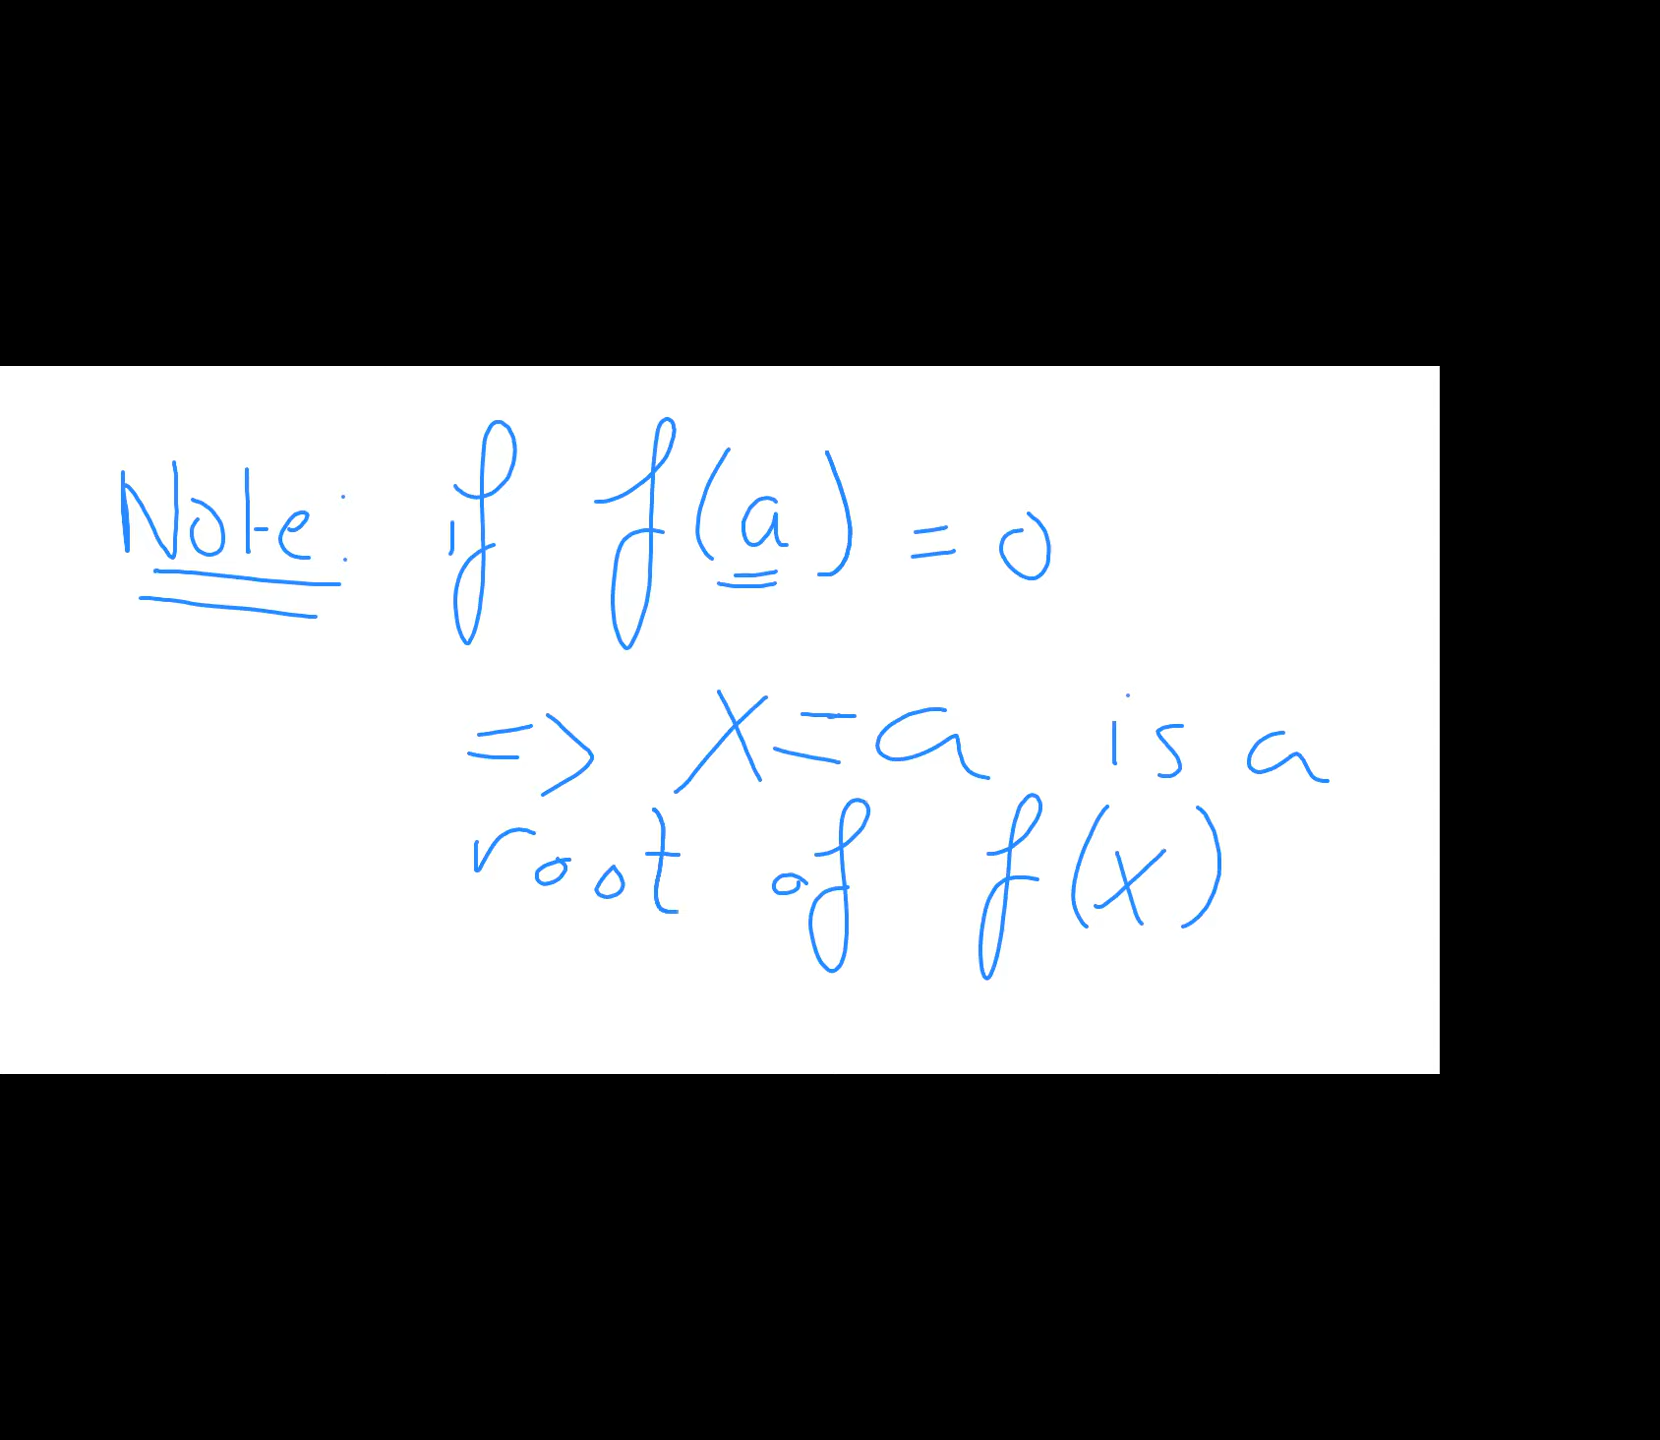 Note: if f(a) = 0
=> x = a is a
root of f(x)